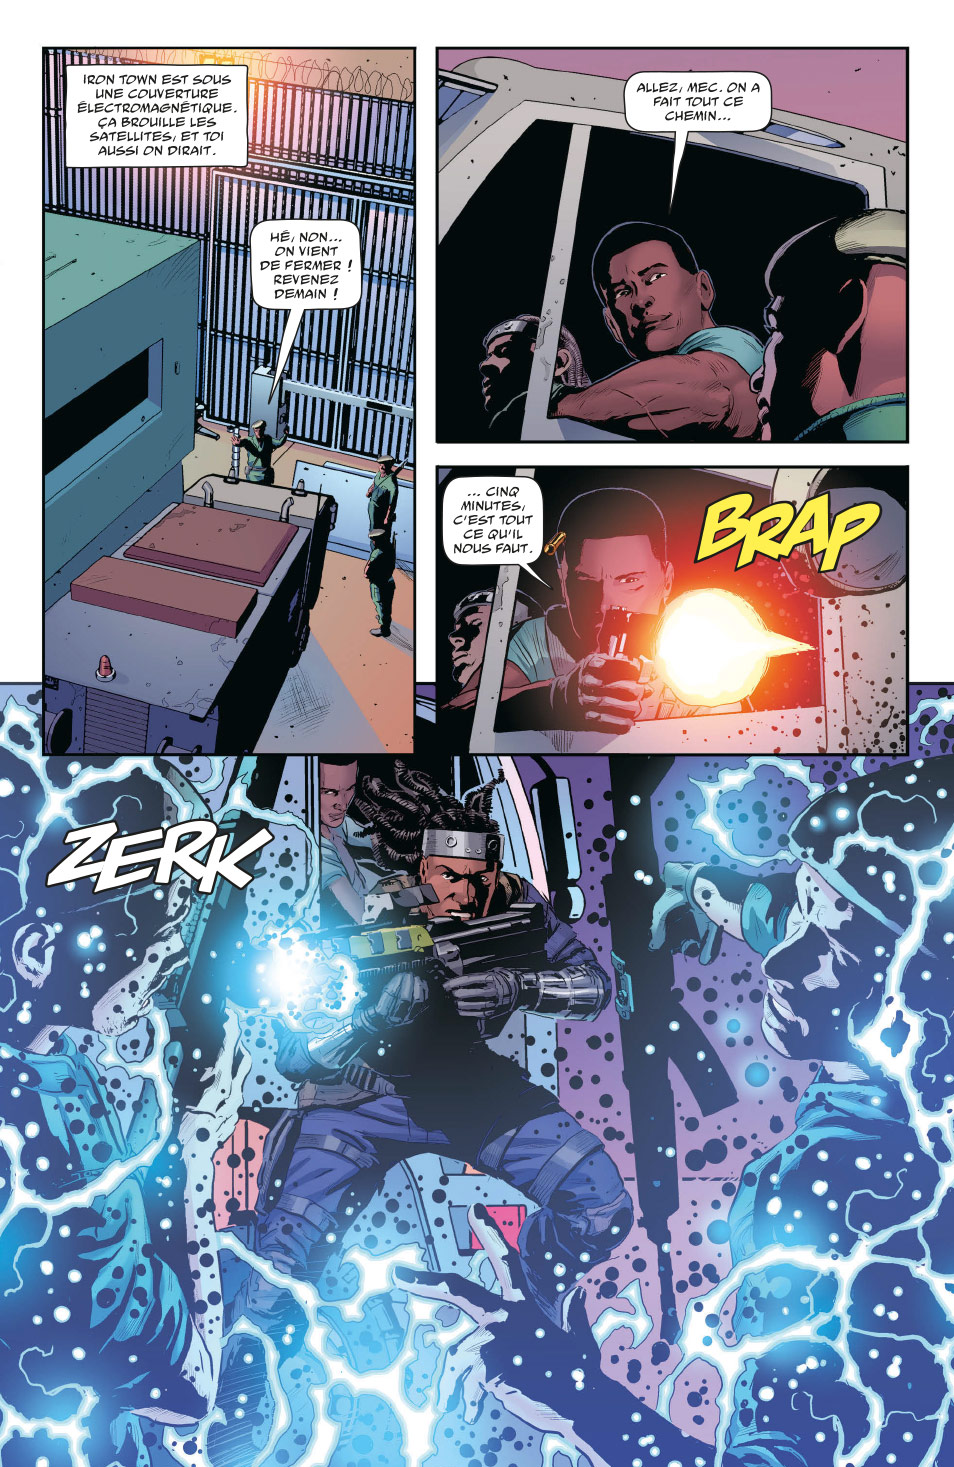 IRON TOWN EST SOUS
UNE COUVERTURE
ÉLECTROMAGNÉTIQUE.
ÇA BROUILLE LES
SATELLITES, ET TOI
AUSSI ON DIRAIT.
HÉ, NON...
ON VIENT
DE FERMER !
REVENEZ
DEMAIN !
ALLEZ, MEC. ON A
FAIT TOUT CE
CHEMIN...
... CINQ
MINUTES,
C'EST TOUT
CE QU'IL
NOUS FAUT.
BRAP
ZERK